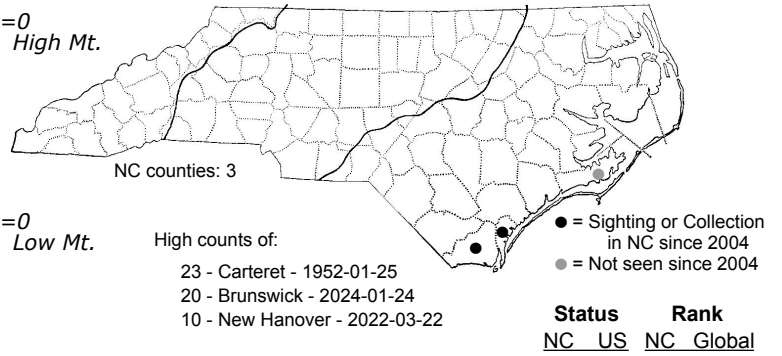 =0
High Mt.
NC counties: 3
=0
Low Mt.
High counts of:
23 - Carteret - 1952-01-25
20 - Brunswick - 2024-01-24
10 - New Hanover - 2022-03-22
= Sighting or Collection
in NC since 2004
= Not seen since 2004
Status Rank
NC US NC Global